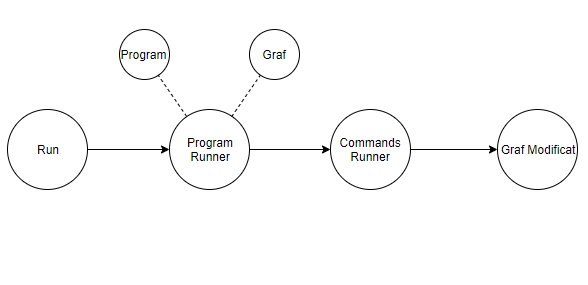 Program
Graf
Run
Program
Runner
Commands
Runner
Graf Modificat